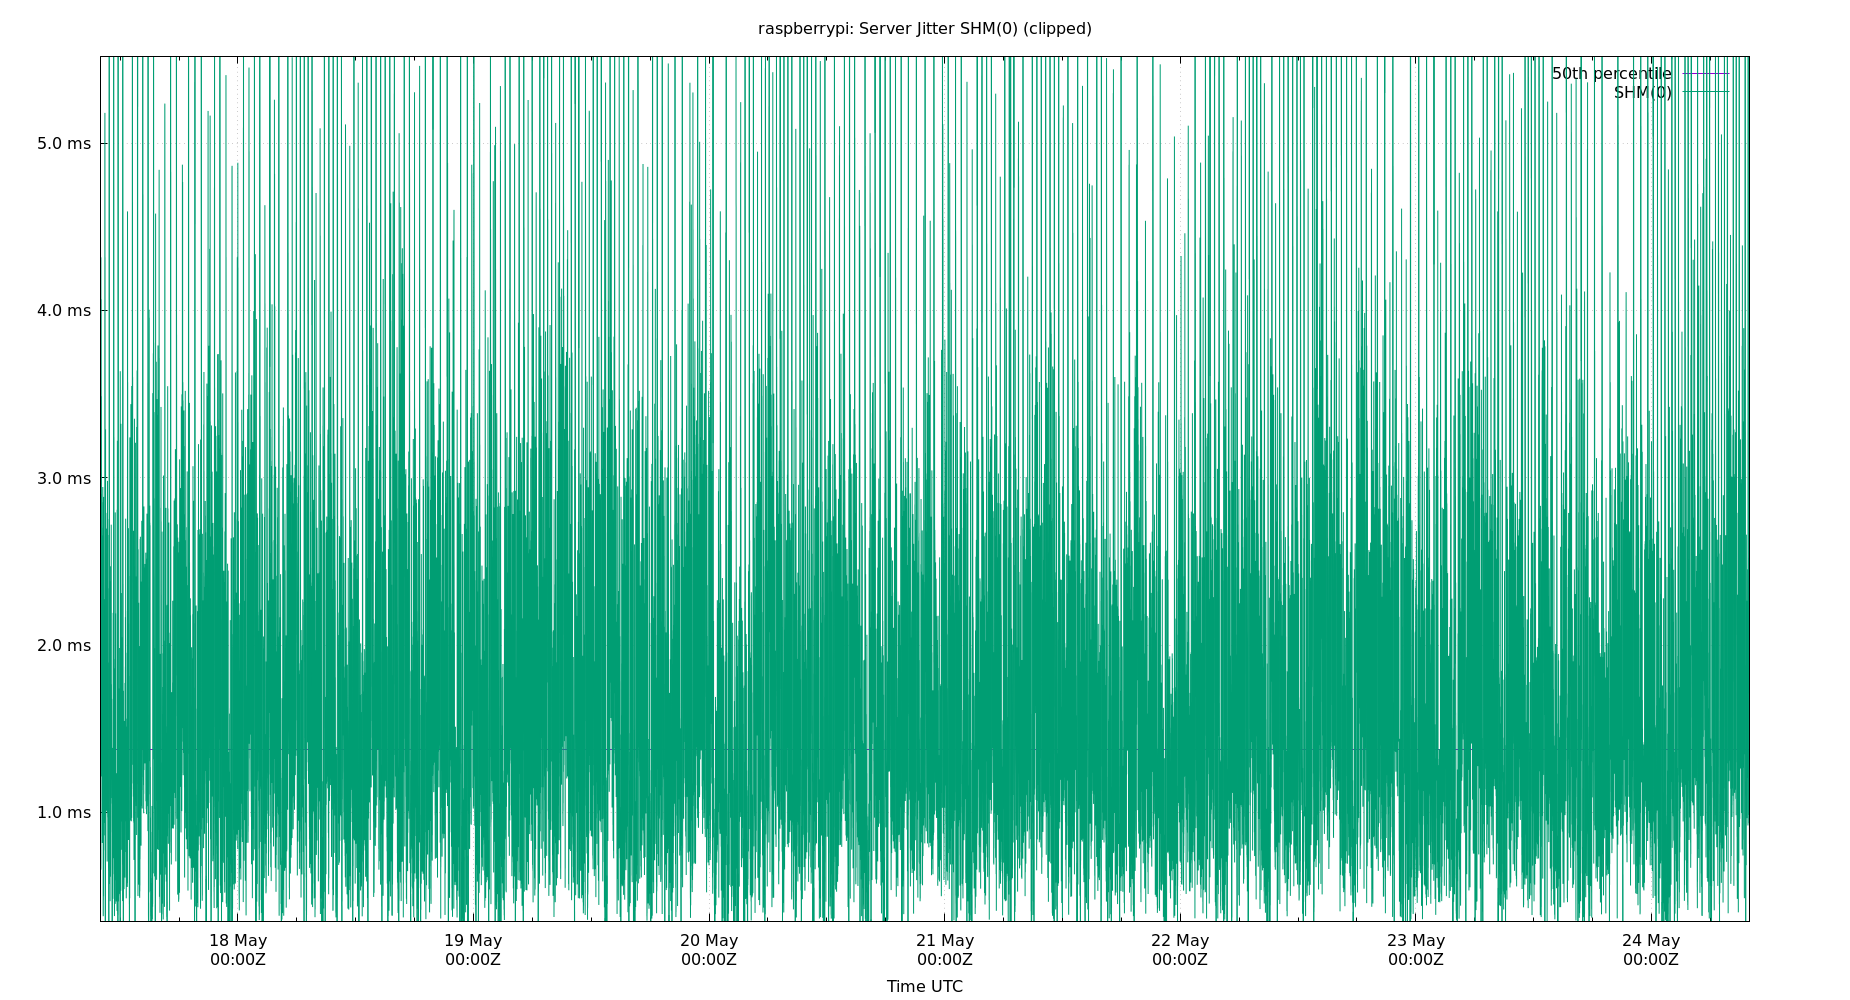 raspberrypi: Server Jitter SHM(0) (clipped)
50th percentile
SHM(0)
5.0 ms
4.0 ms
3.0 ms
2.0 ms
1.0 ms
18 May 19 May 20 May 21 May 22 May 23 May 24 May
00:00Z 00:00Z 00:00Z 00:00Z 00:00Z 00:00Z 00:00Z
Time UTC